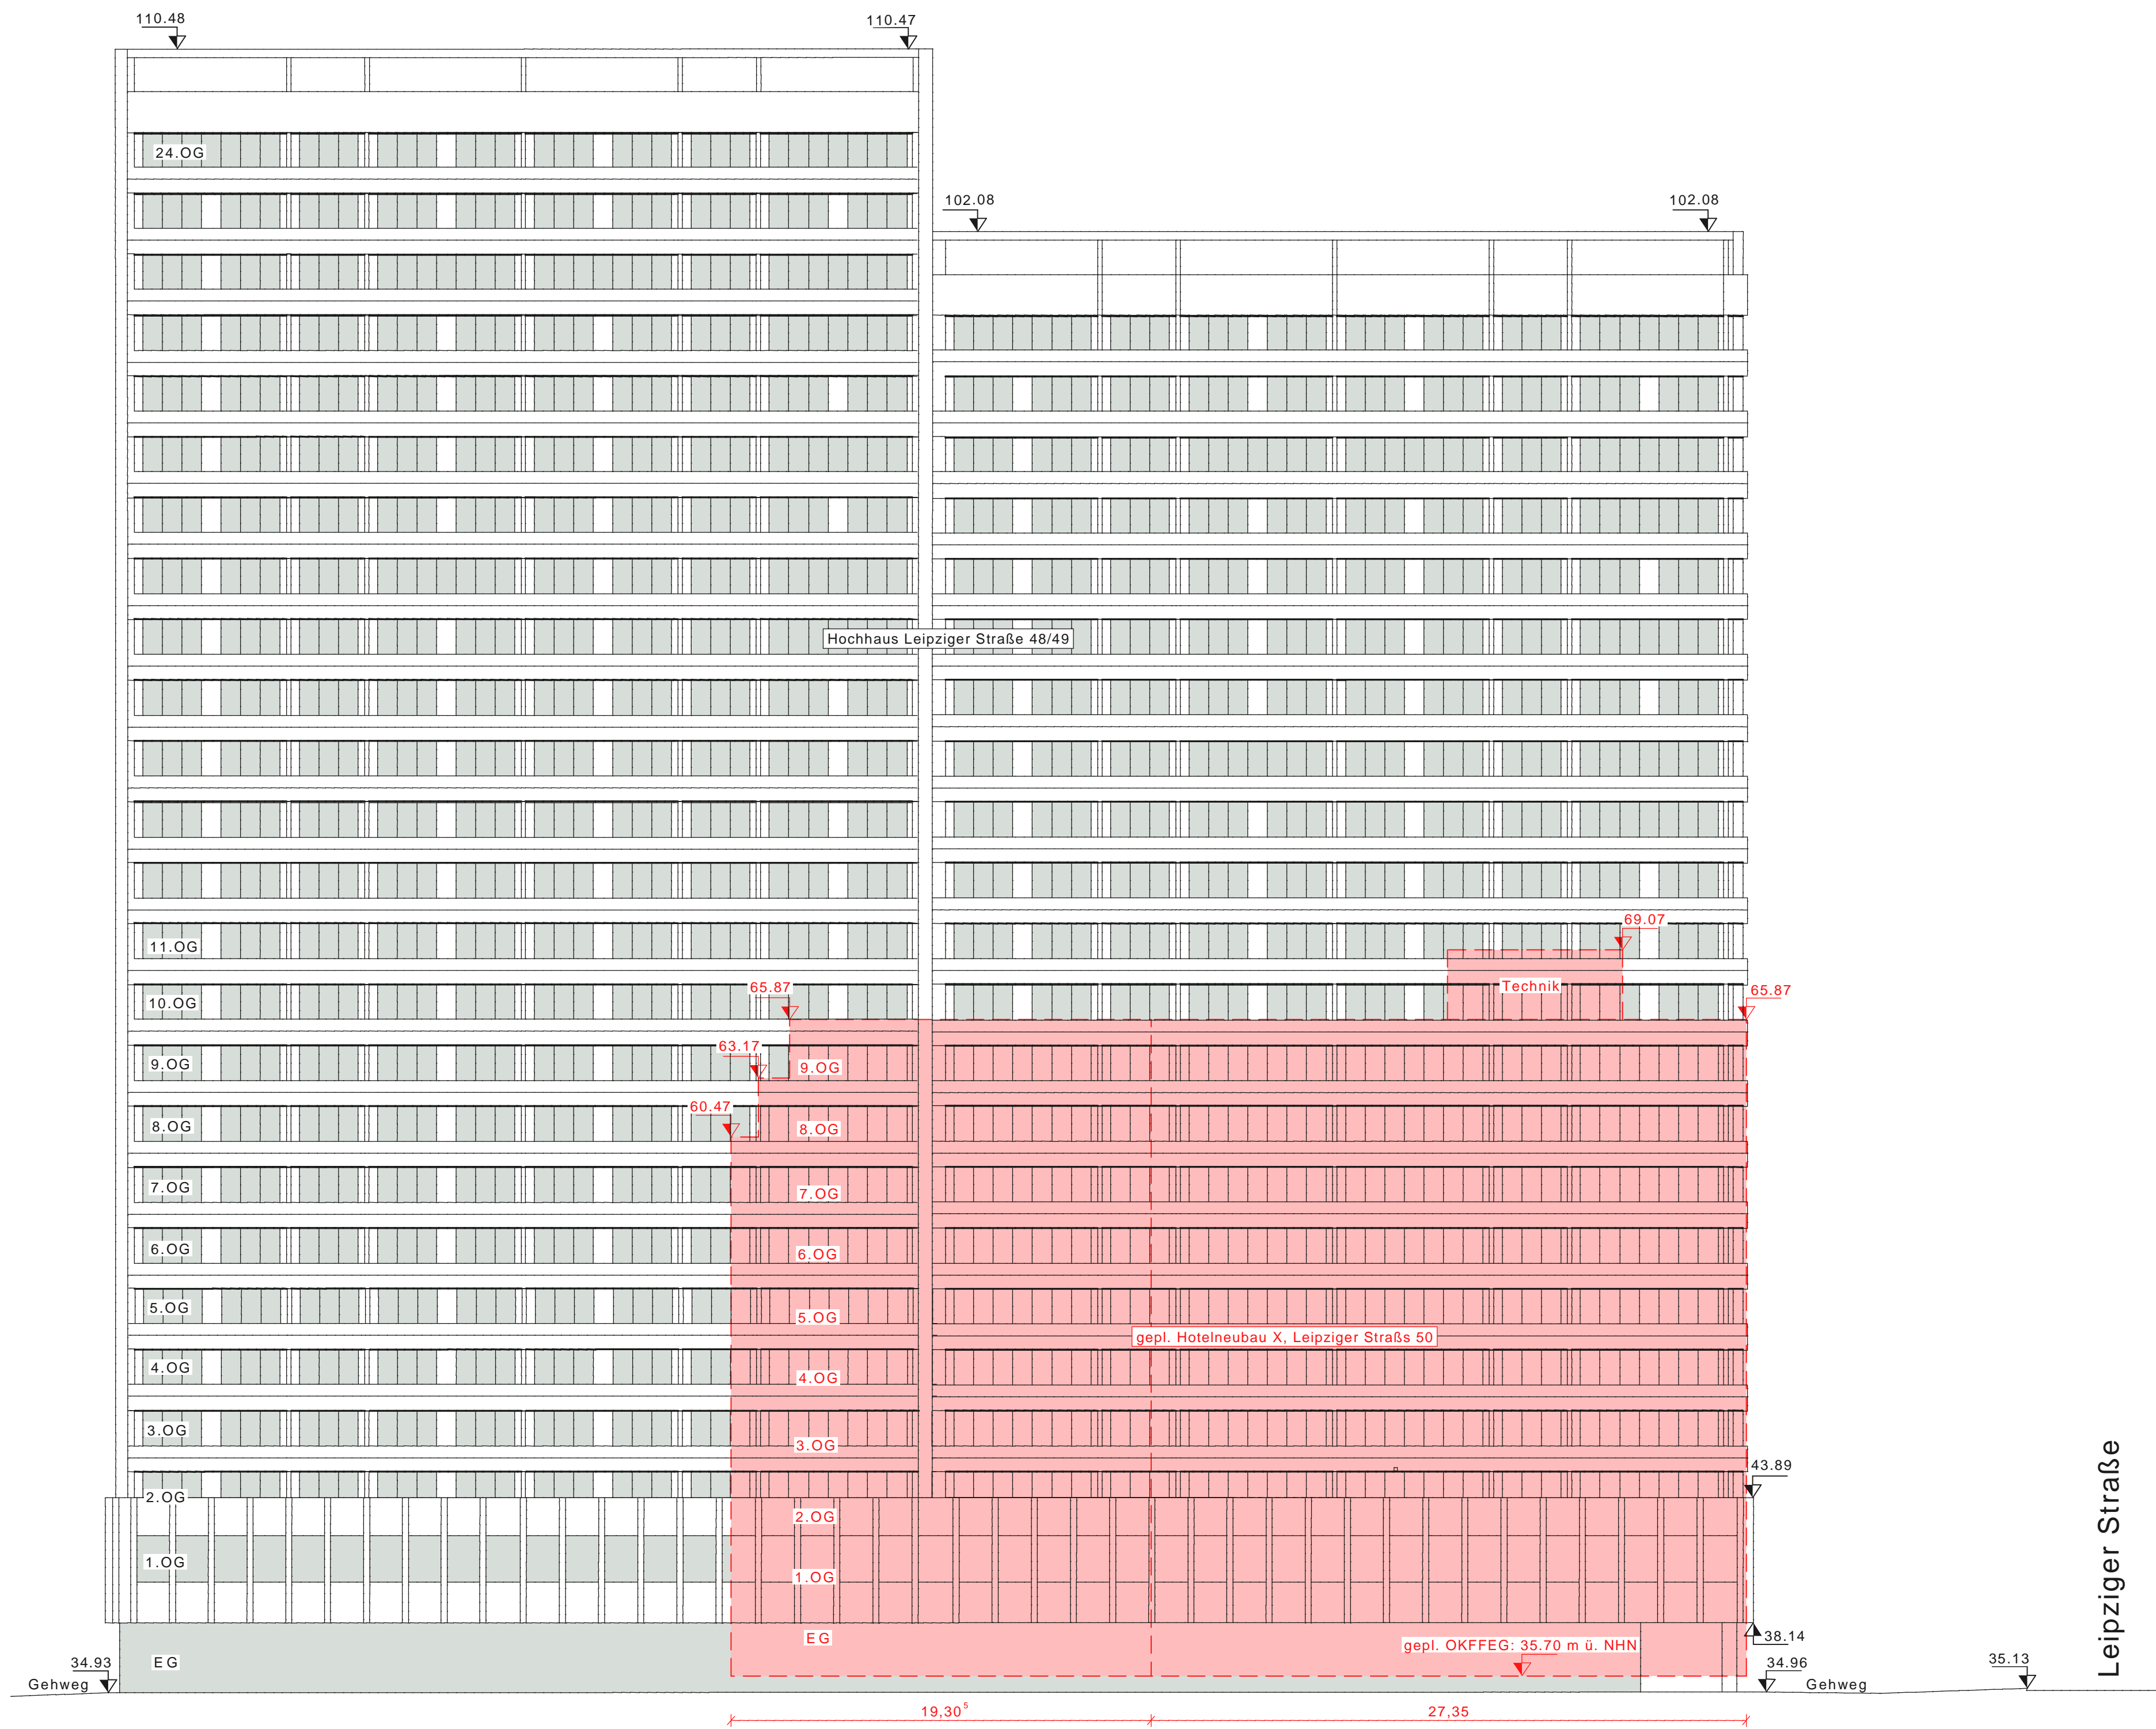 110.48
110.47
24.OG
102.08
102.08
Hochhaus Leipziger Straße 48/49
69.07
11.OG
Technik
65.87
65.87
10.OG
63.17
9.OG
9.OG
60.47
8.OG
8.OG
7.OG
7.OG
6.OG
6.OG
5.OG
5.OG
gepl. Hotelneubau X, Leipziger Straßs 50
4.OG
4.OG
3.OG
3.OG
43.89
2.OG
2.OG
1.OG
1.OG
EG
38.14
gepl. OKFFEG: 35.70 m ü. NHN
EG
34.93
34.96
35.13
Gehweg
Gehweg
Leipziger Straße
19,30⁵
27,35